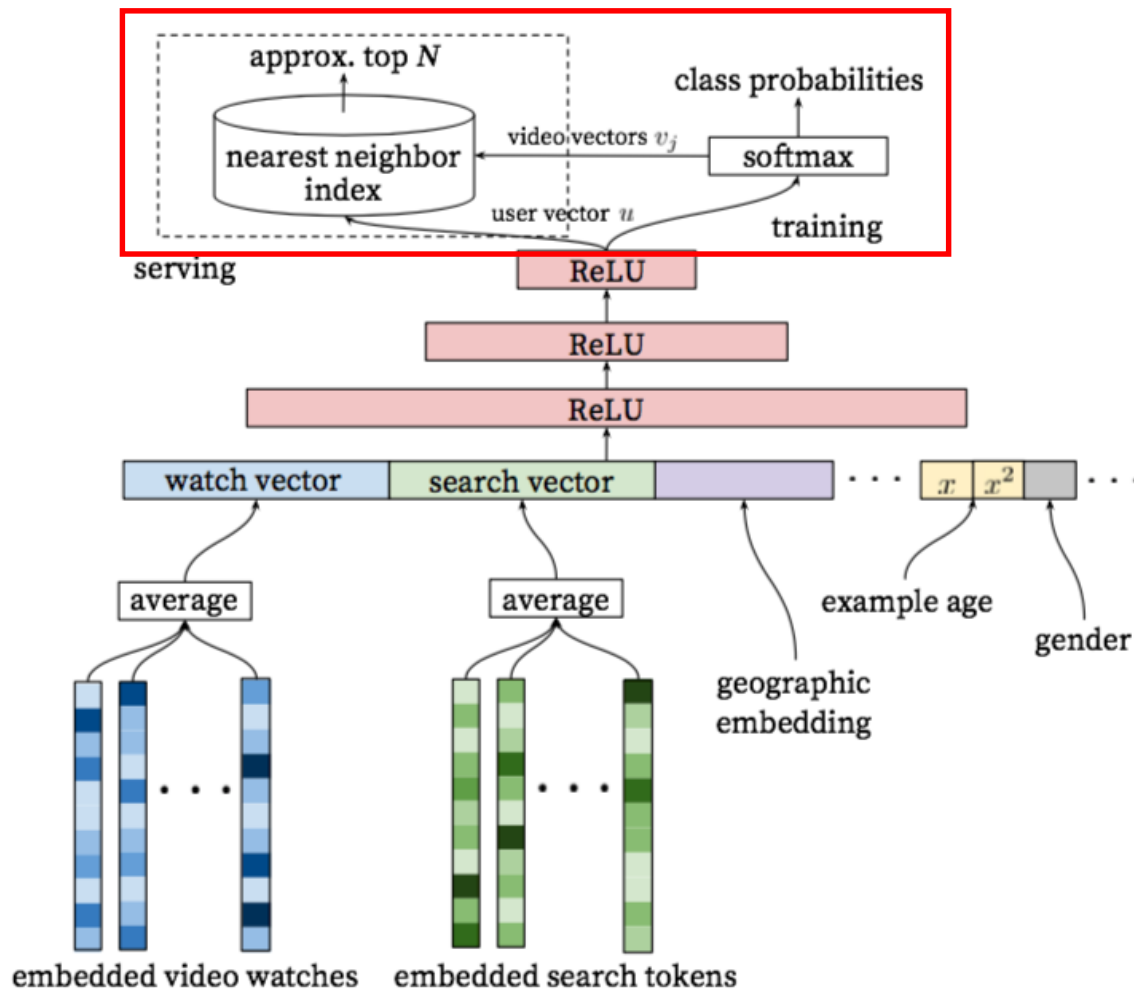 approx. top N
class probabilities
video vectors v_j
softmax
nearest neighbor
index
user vector u
training
serving
ReLU
ReLU
ReLU
watch vector
search vector
. . .
x
x²
. . .
average
average
example age
gender
geographic
embedding
. . .
. . .
embedded video watches
embedded search tokens